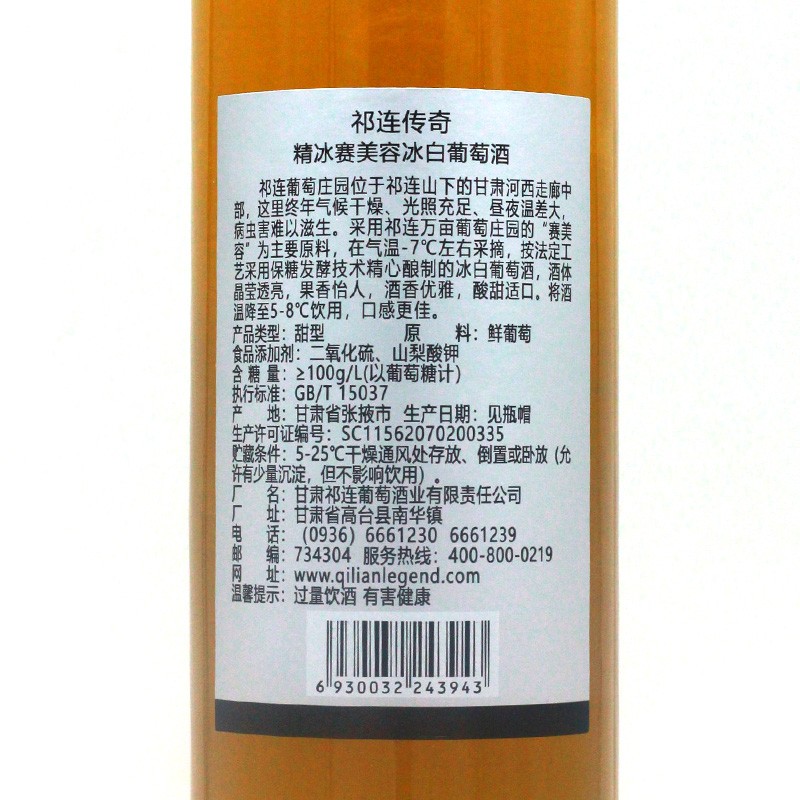 祁连传奇
精冰赛美容冰白葡萄酒
祁连葡萄庄园位于祁连山下的甘肃河西走廊中
部，这里终年气候干燥、光照充足、昼夜温差大，
病虫害难以滋生。采用祁连万亩葡萄庄园的“赛美
容”为主要原料，在气温-7℃左右采摘，按法定工
艺采用保糖发酵技术精心酿制的冰白葡萄酒，酒体
晶莹透亮，果香怡人，酒香优雅，酸甜适口。将酒
温降至5-8℃饮用，口感更佳。
产品类型：甜型 原 料：鲜葡萄
食品添加剂：二氧化硫、山梨酸钾
含 糖 量：≥100g/L(以葡萄糖计)
执行标准：GB/T 15037
产 地：甘肃省张掖市 生产日期：见瓶帽
生产许可证编号：SC11562070200335
贮藏条件：5-25℃干燥通风处存放、倒置或卧放 (允
许有少量沉淀，但不影响饮用)。
厂 名：甘肃祁连葡萄酒业有限责任公司
厂 址：甘肃省高台县南华镇
电 话：（0936）6661230 6661239
邮 编：734304 服务热线：400-800-0219
网 址：www.qilianlegend.com
温馨提示：过量饮酒 有害健康
6 930032 243943